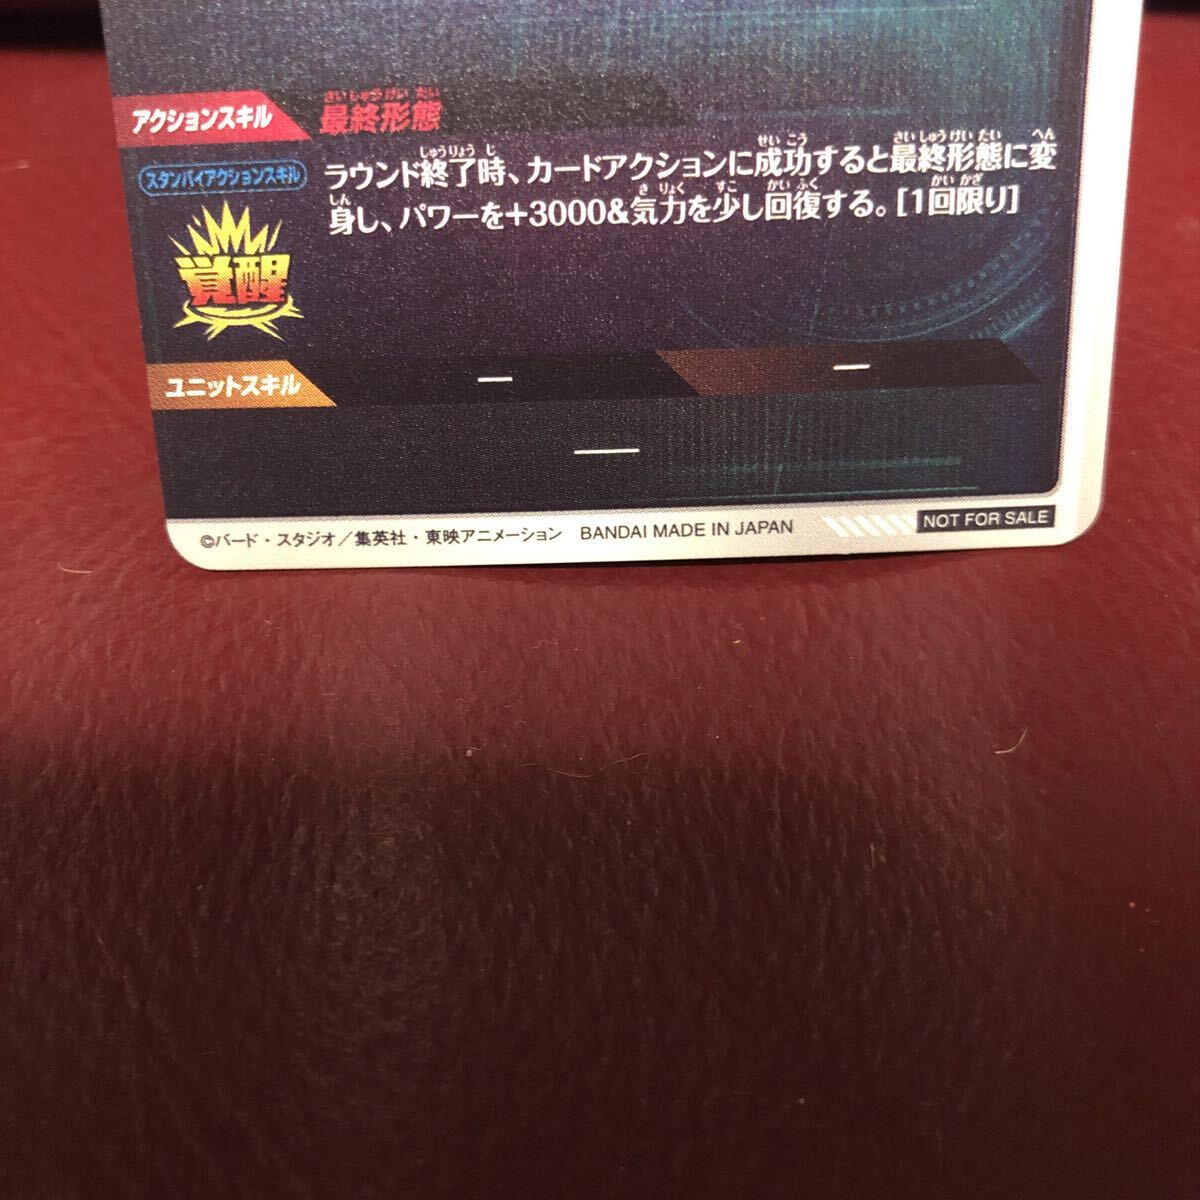 アクションスキル
さいしゅうけいたい
最終形態
スタンバイアクションスキル
覚醒
しゅうりょう じ せいこう さいしゅうけいたい へん
ラウンド終了時、カードアクションに成功すると最終形態に変
しん きりょく すこ かいふく かいかぎ
身し、パワーを+3000&気力を少し回復する。[1回限り]
ユニットスキル
—
—
—
©バード・スタジオ／集英社・東映アニメーション BANDAI MADE IN JAPAN
NOT FOR SALE